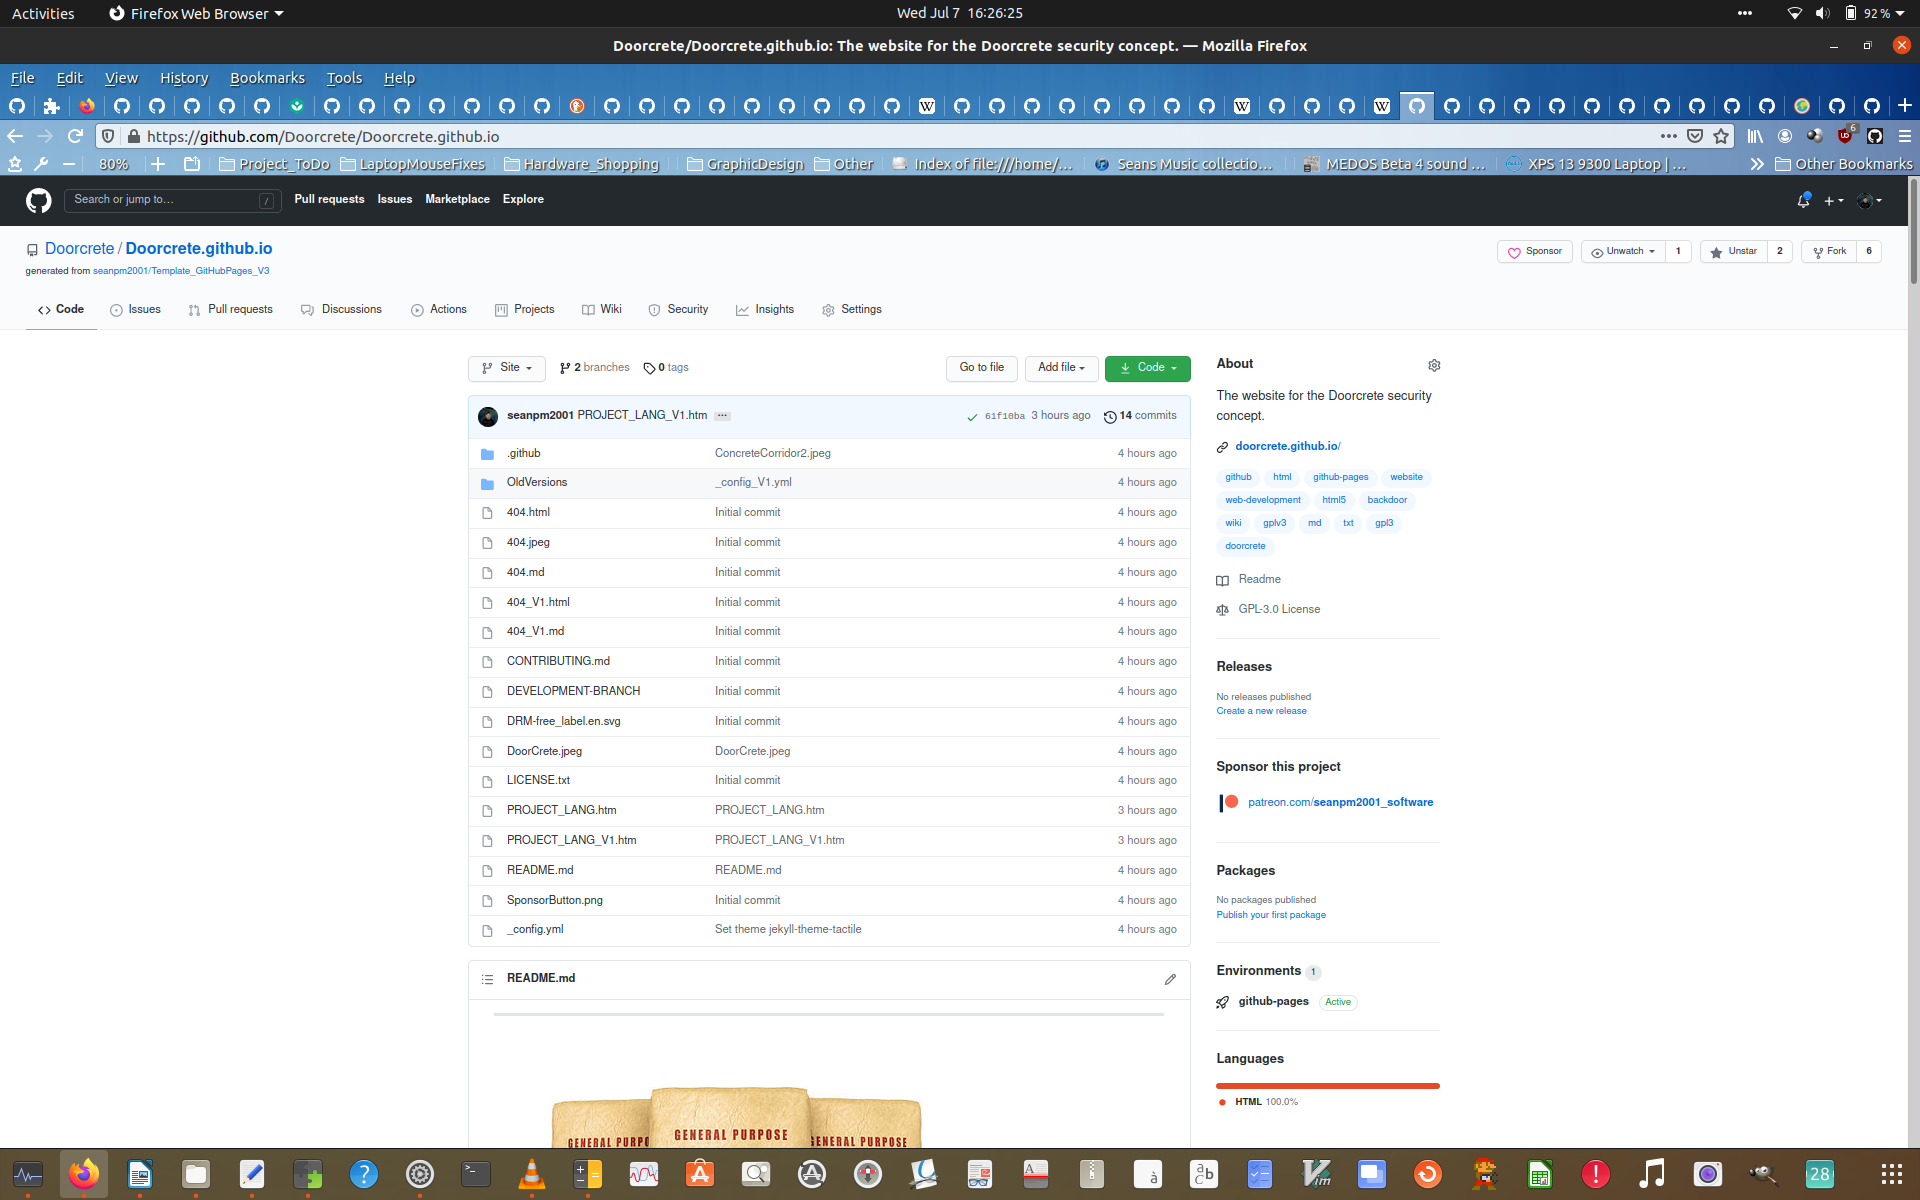 Activities
Firefox Web Browser
Wed Jul 7 16:26:25
92 %
Doorcrete/Doorcrete.github.io: The website for the Doorcrete security concept. — Mozilla Firefox
File Edit View History Bookmarks Tools Help
https://github.com/Doorcrete/Doorcrete.github.io
6
80%
Project_ToDo
LaptopMouseFixes
Hardware_Shopping
GraphicDesign
Other
Index of file:///home/…
Seans Music collectio…
MEDOS Beta 4 sound …
XPS 13 9300 Laptop | …
Other Bookmarks
Search or jump to… /
Pull requests Issues Marketplace Explore
Doorcrete / Doorcrete.github.io
generated from seanpm2001/Template_GitHubPages_V3
Sponsor
Unwatch 1
Unstar 2
Fork 6
Code Issues Pull requests Discussions Actions Projects Wiki Security Insights Settings
Site 2 branches 0 tags
Go to file Add file Code
seanpm2001 PROJECT_LANG_V1.htm … 61f10ba 3 hours ago 14 commits
.github ConcreteCorridor2.jpeg 4 hours ago
OldVersions _config_V1.yml 4 hours ago
404.html Initial commit 4 hours ago
404.jpeg Initial commit 4 hours ago
404.md Initial commit 4 hours ago
404_V1.html Initial commit 4 hours ago
404_V1.md Initial commit 4 hours ago
CONTRIBUTING.md Initial commit 4 hours ago
DEVELOPMENT-BRANCH Initial commit 4 hours ago
DRM-free_label.en.svg Initial commit 4 hours ago
DoorCrete.jpeg DoorCrete.jpeg 4 hours ago
LICENSE.txt Initial commit 4 hours ago
PROJECT_LANG.htm PROJECT_LANG.htm 3 hours ago
PROJECT_LANG_V1.htm PROJECT_LANG_V1.htm 3 hours ago
README.md README.md 4 hours ago
SponsorButton.png Initial commit 4 hours ago
_config.yml Set theme jekyll-theme-tactile 4 hours ago
README.md
GENERAL PURPO
GENERAL PURPOSE
GENERAL PURPOSE
About
The website for the Doorcrete security
concept.
doorcrete.github.io/
github html github-pages website
web-development html5 backdoor
wiki gplv3 md txt gpl3
doorcrete
Readme
GPL-3.0 License
Releases
No releases published
Create a new release
Sponsor this project
patreon.com/seanpm2001_software
Packages
No packages published
Publish your first package
Environments 1
github-pages Active
Languages
HTML 100.0%
28